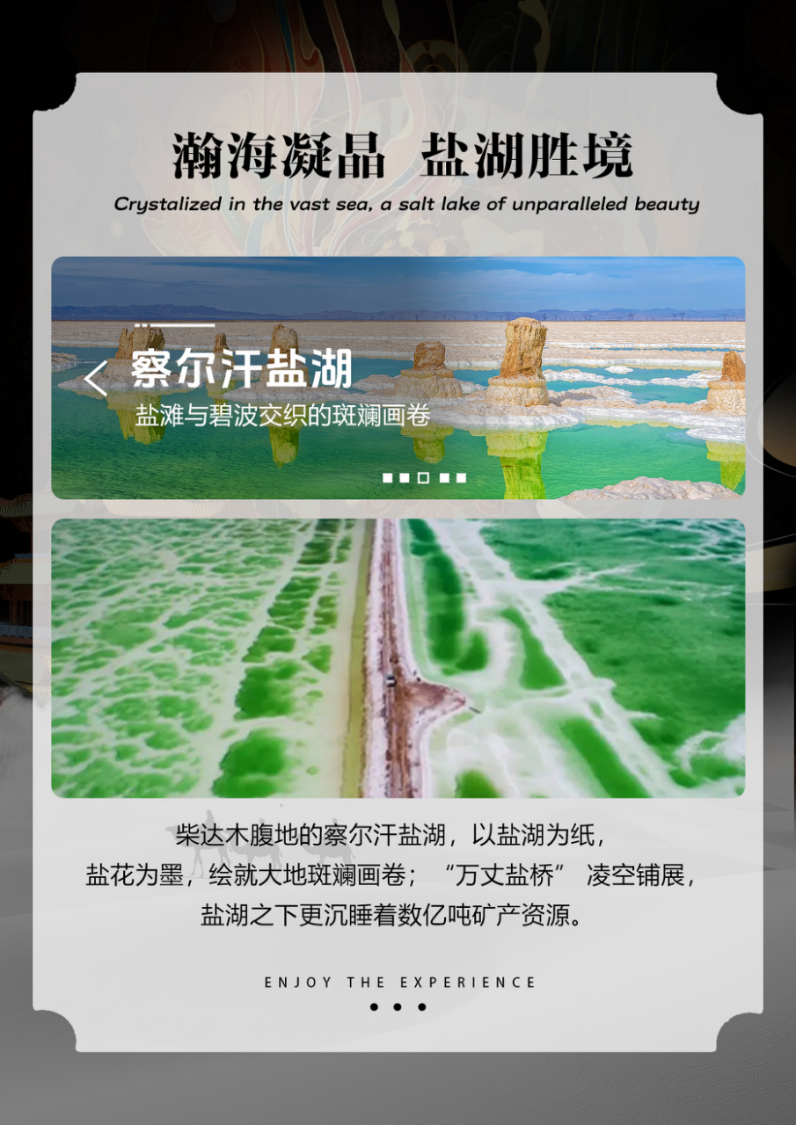 瀚海凝晶 盐湖胜境
Crystalized in the vast sea, a salt lake of unparalleled beauty
察尔汗盐湖
盐滩与碧波交织的斑斓画卷
柴达木腹地的察尔汗盐湖，以盐湖为纸，
盐花为墨，绘就大地斑斓画卷；“万丈盐桥” 凌空铺展，
盐湖之下更沉睡着数亿吨矿产资源。
ENJOY THE EXPERIENCE